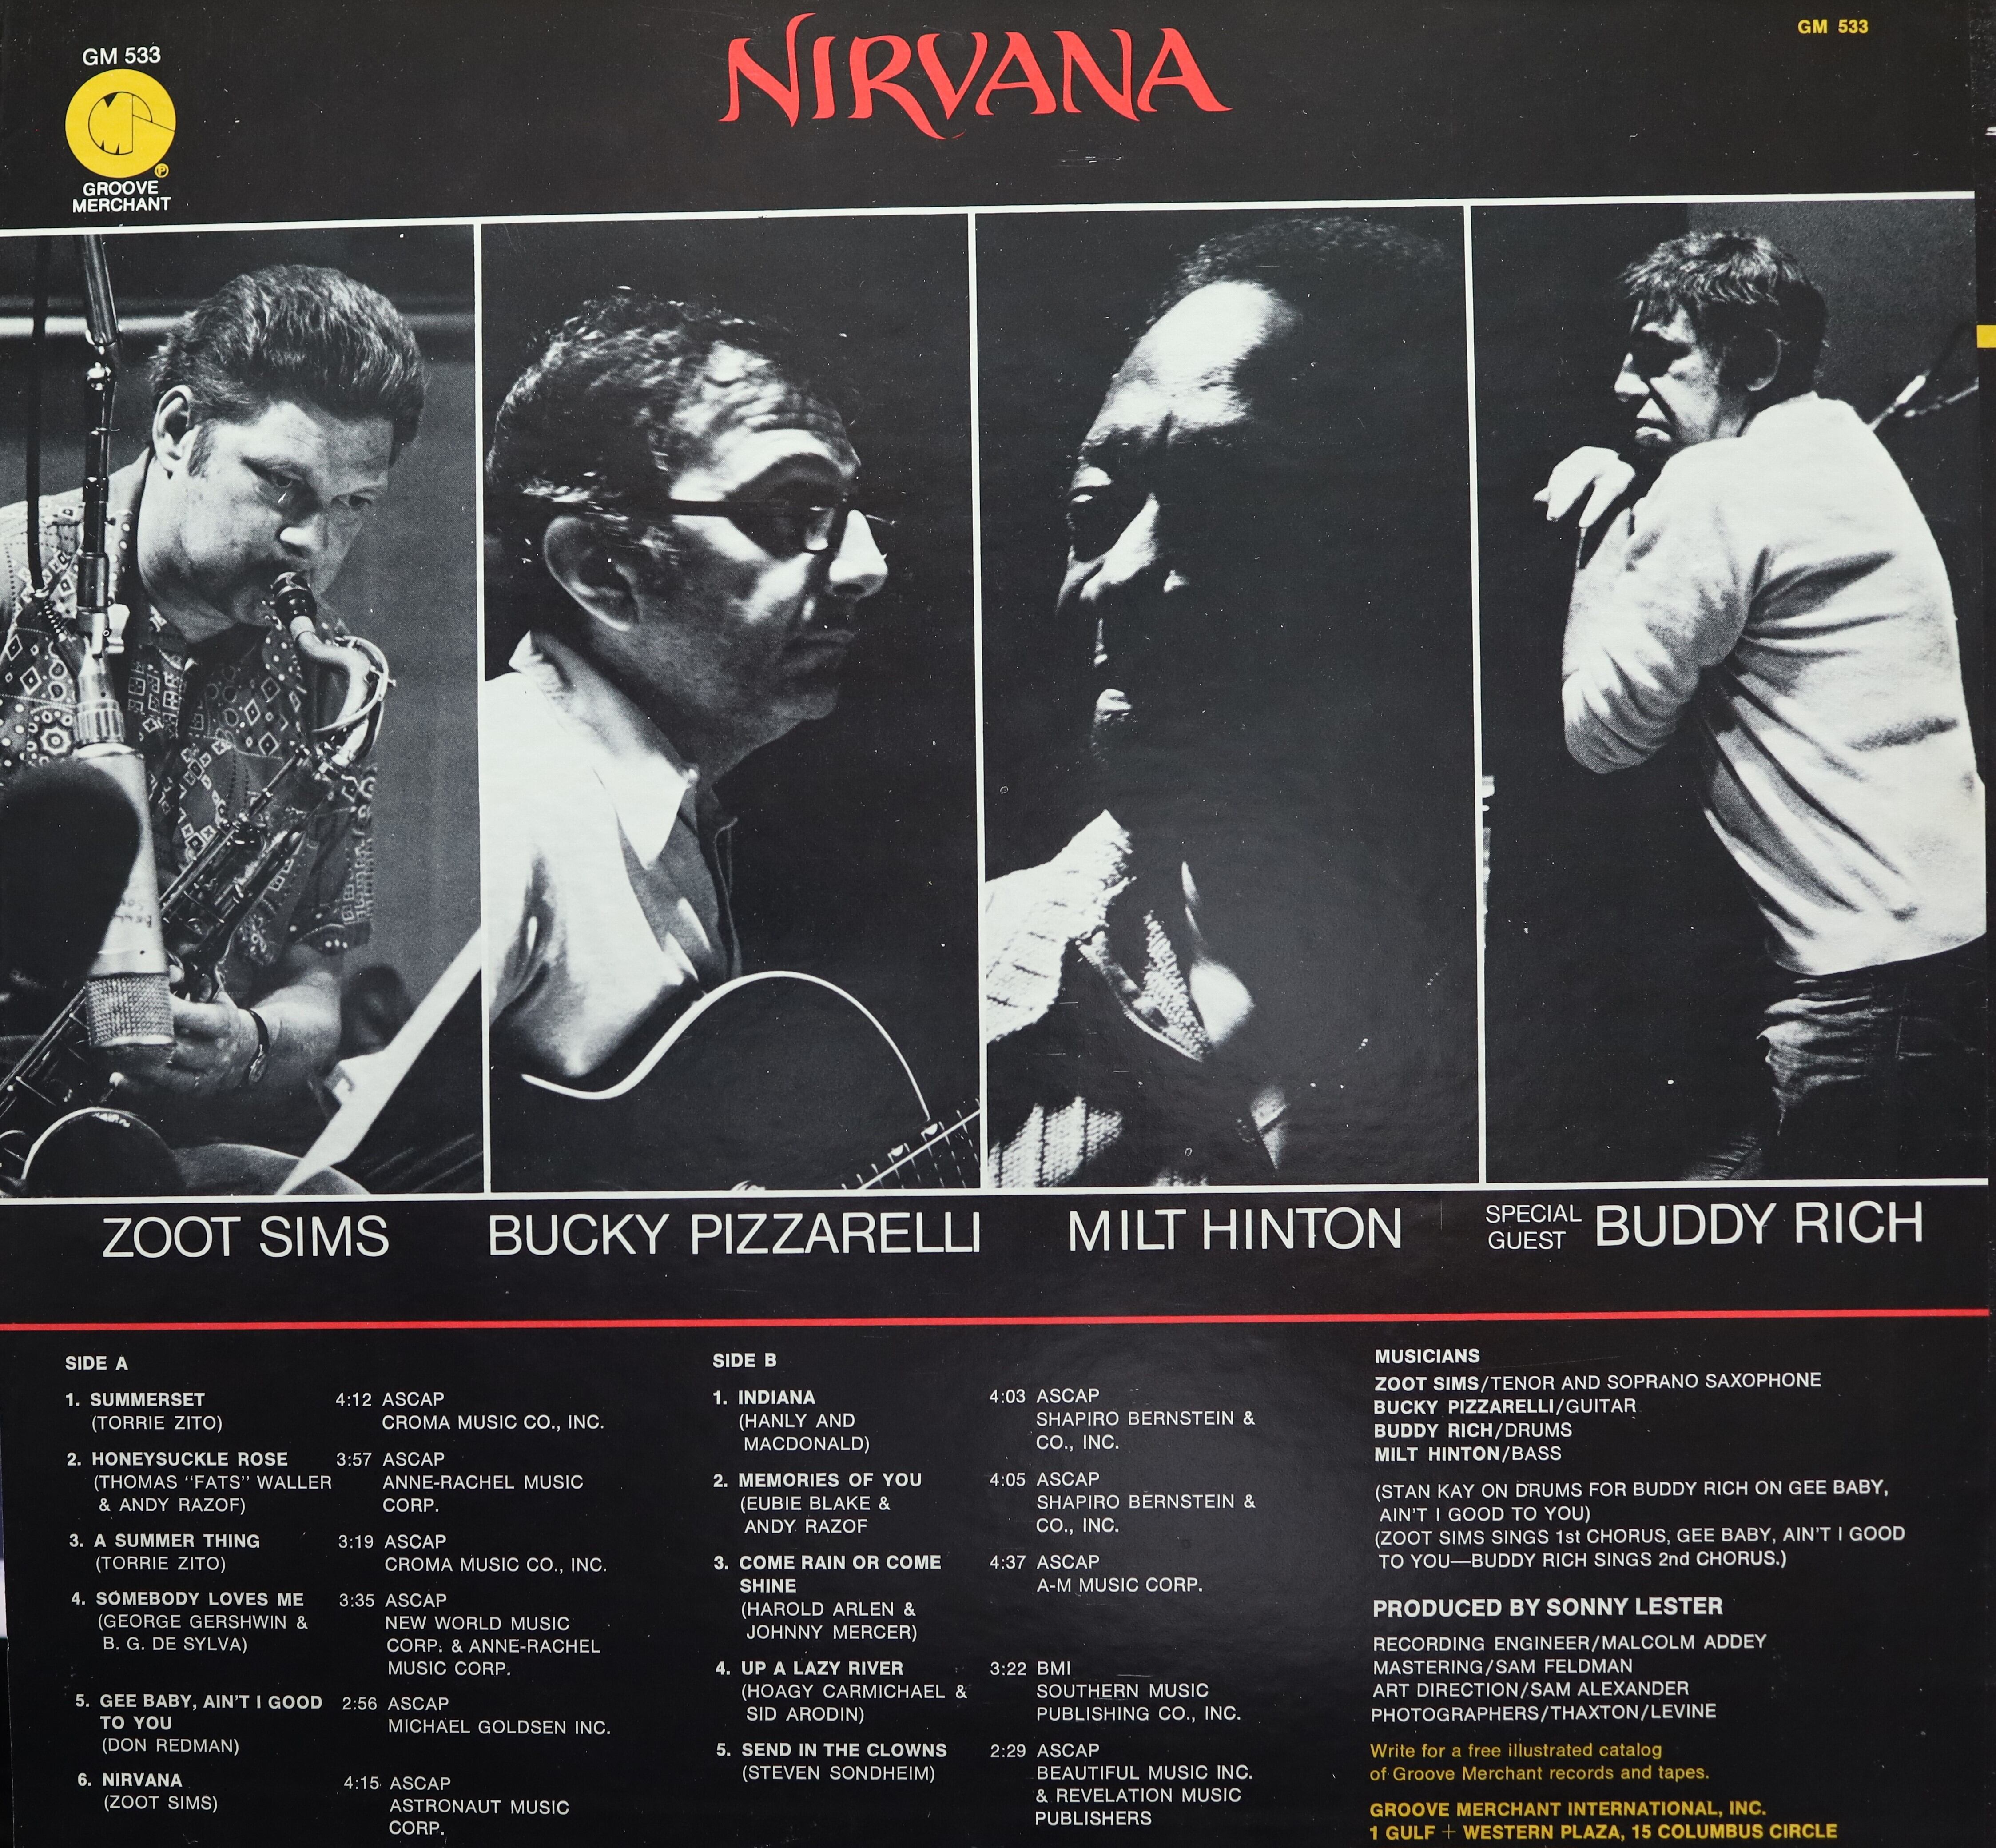 GM 533
GROOVE
MERCHANT
NIRVANA
GM 533
ZOOT SIMS
BUCKY PIZZARELLI
MILT HINTON
SPECIAL
GUEST
BUDDY RICH
SIDE A
1. SUMMERSET 4:12 ASCAP
(TORRIE ZITO) CROMA MUSIC CO., INC.
2. HONEYSUCKLE ROSE 3:57 ASCAP
(THOMAS "FATS" WALLER ANNE-RACHEL MUSIC
& ANDY RAZOF) CORP.
3. A SUMMER THING 3:19 ASCAP
(TORRIE ZITO) CROMA MUSIC CO., INC.
4. SOMEBODY LOVES ME 3:35 ASCAP
(GEORGE GERSHWIN & NEW WORLD MUSIC
B. G. DE SYLVA) CORP. & ANNE-RACHEL
MUSIC CORP.
5. GEE BABY, AIN'T I GOOD 2:56 ASCAP
TO YOU MICHAEL GOLDSEN INC.
(DON REDMAN)
6. NIRVANA 4:15 ASCAP
(ZOOT SIMS) ASTRONAUT MUSIC
CORP.
SIDE B
1. INDIANA 4:03 ASCAP
(HANLY AND SHAPIRO BERNSTEIN &
MACDONALD) CO., INC.
2. MEMORIES OF YOU 4:05 ASCAP
(EUBIE BLAKE & SHAPIRO BERNSTEIN &
ANDY RAZOF CO., INC.
3. COME RAIN OR COME 4:37 ASCAP
SHINE A-M MUSIC CORP.
(HAROLD ARLEN &
JOHNNY MERCER)
4. UP A LAZY RIVER 3:22 BMI
(HOAGY CARMICHAEL & SOUTHERN MUSIC
SID ARODIN) PUBLISHING CO., INC.
5. SEND IN THE CLOWNS 2:29 ASCAP
(STEVEN SONDHEIM) BEAUTIFUL MUSIC INC.
& REVELATION MUSIC
PUBLISHERS
MUSICIANS
ZOOT SIMS/TENOR AND SOPRANO SAXOPHONE
BUCKY PIZZARELLI/GUITAR
BUDDY RICH/DRUMS
MILT HINTON/BASS
(STAN KAY ON DRUMS FOR BUDDY RICH ON GEE BABY,
AIN'T I GOOD TO YOU)
(ZOOT SIMS SINGS 1st CHORUS, GEE BABY, AIN'T I GOOD
TO YOU—BUDDY RICH SINGS 2nd CHORUS.)
PRODUCED BY SONNY LESTER
RECORDING ENGINEER/MALCOLM ADDEY
MASTERING/SAM FELDMAN
ART DIRECTION/SAM ALEXANDER
PHOTOGRAPHERS/THAXTON/LEVINE
Write for a free illustrated catalog
of Groove Merchant records and tapes.
GROOVE MERCHANT INTERNATIONAL, INC.
1 GULF + WESTERN PLAZA, 15 COLUMBUS CIRCLE